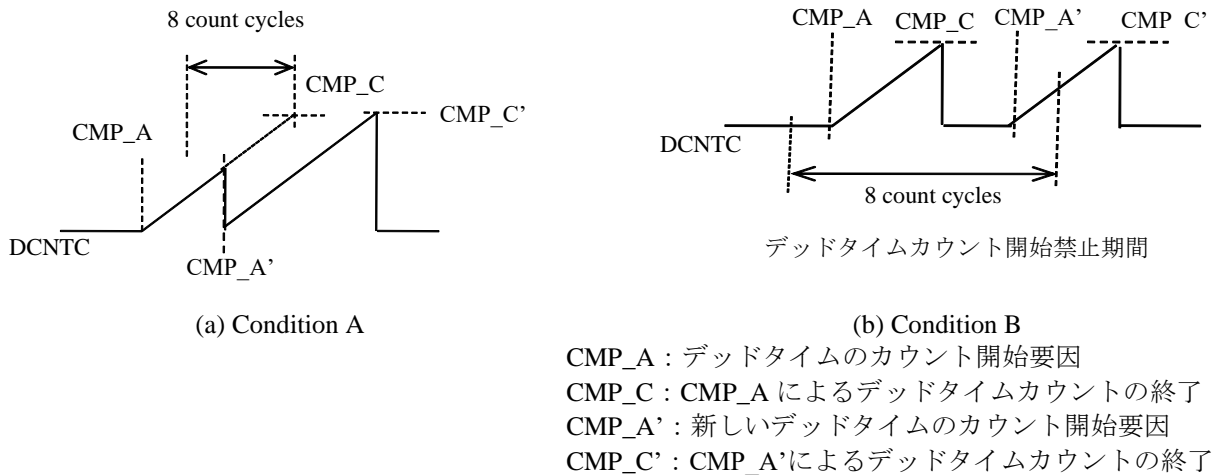 8 count cycles
CMP_A
CMP_C
CMP_C’
DCNTC
CMP_A’
(a) Condition A
CMP_A
CMP_C
CMP_A’
CMP C’
DCNTC
8 count cycles
デッドタイムカウント開始禁止期間
(b) Condition B
CMP_A：デッドタイムのカウント開始要因
CMP_C：CMP_A によるデッドタイムカウントの終了
CMP_A’：新しいデッドタイムのカウント開始要因
CMP_C’：CMP_A’によるデッドタイムカウントの終了